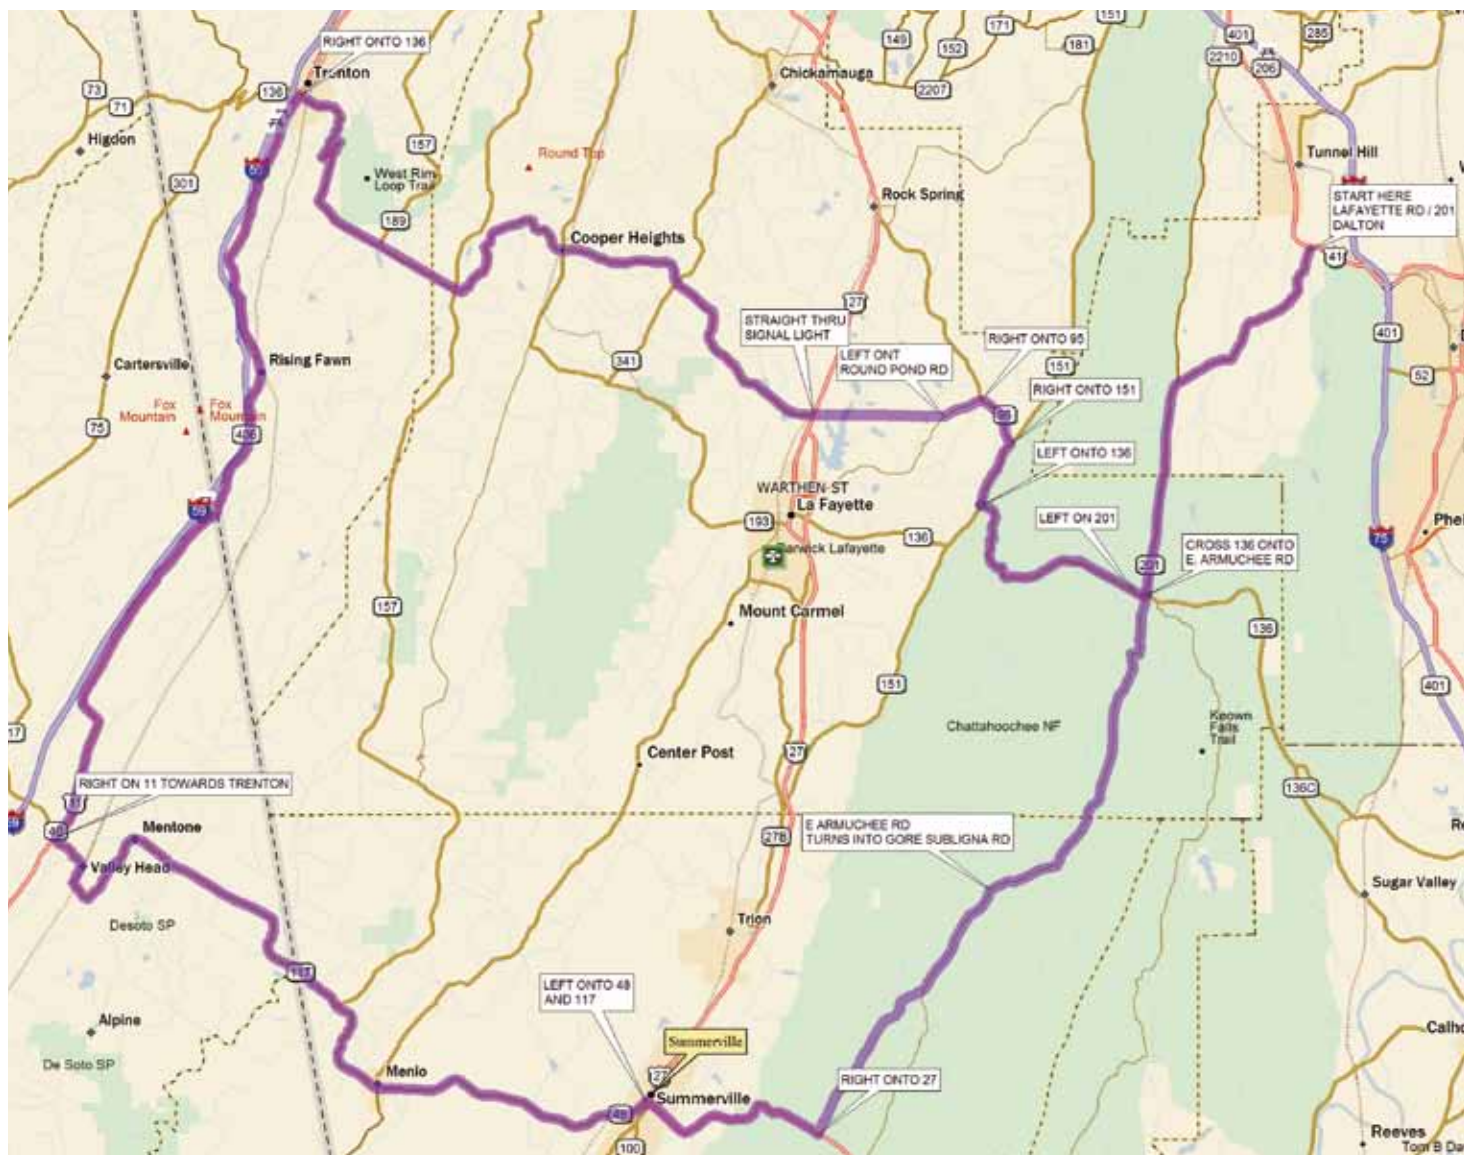 RIGHT ONTO 136
Trenton
136
73
71
Higdon
301
157
West Rim
Loop Trail
189
Round Top
Chickamauga
149
152
171
151
181
2207
401
285
2210
206
Tunnel Hill
START HERE
LAFAYETTE RD / 201
DALTON
41
Rock Spring
Cooper Heights
27
STRAIGHT THRU
SIGNAL LIGHT
LEFT ONT
ROUND POND RD
RIGHT ONTO 95
151
RIGHT ONTO 151
95
401
52
Rising Fawn
Cartersville
Fox
Mountain
Fox
Mountain
75
406
341
59
LEFT ONTO 136
WARTHEN ST
La Fayette
193
136
Barwick Lafayette
LEFT ON 201
CROSS 136 ONTO
E. ARMUCHEE RD
201
75
Mount Carmel
157
136
151
401
Chattahoochee NF
Keown
Falls
Trail
17
Center Post
27
136C
RIGHT ON 11 TOWARDS TRENTON
11
40
59
Mentone
Valley Head
278
E ARMUCHEE RD
TURNS INTO GORE SUBLIGNA RD
Sugar Valley
Desoto SP
Trion
LEFT ONTO 48
AND 117
Alpine
De Soto SP
Summerville
Menlo
27
Summerville
48
100
RIGHT ONTO 27
Reeves